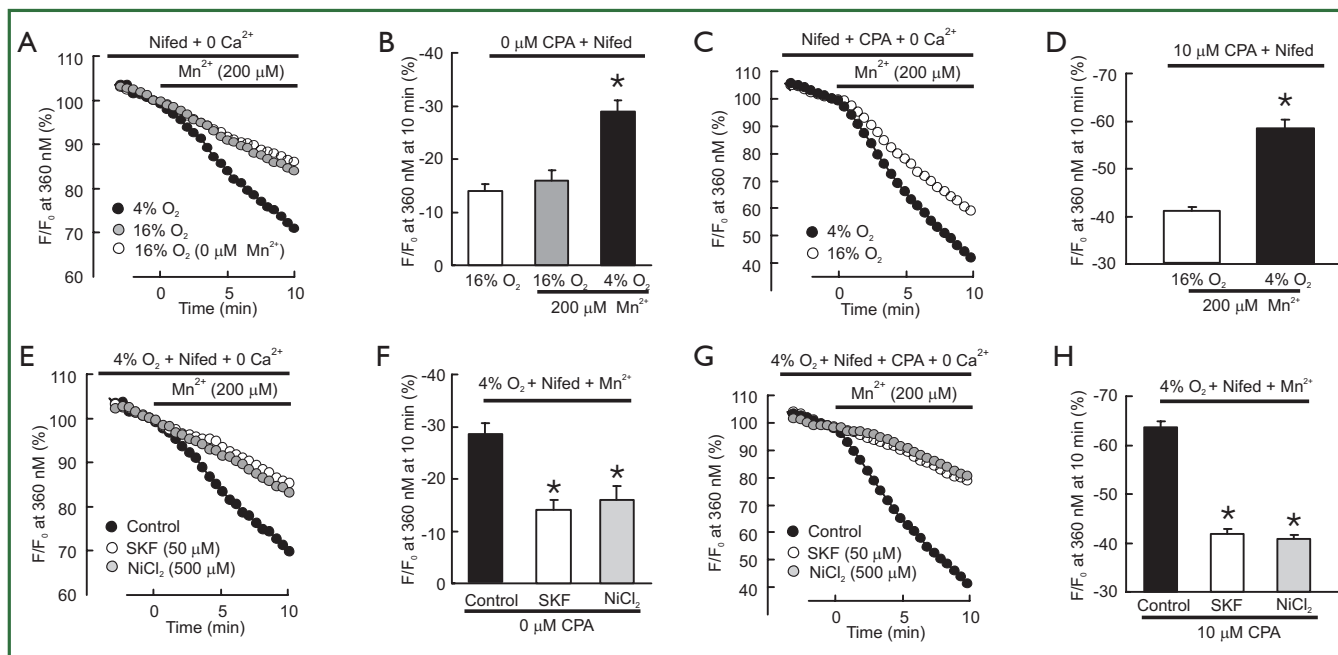 A
Nifed + 0 Ca²⁺
Mn²⁺ (200 µM)
F/F₀ at 360 nM (%)
110
100
90
80
70
60
4% O₂
16% O₂
16% O₂ (0 µM Mn²⁺)
0 5 10
Time (min)
B
0 µM CPA + Nifed
F/F₀ at 360 nM at 10 min (%)
-40
-30
-20
-10
0
*
16% O₂ 16% O₂ 4% O₂
200 µM Mn²⁺
C
Nifed + CPA + 0 Ca²⁺
Mn²⁺ (200 µM)
F/F₀ at 360 nM (%)
110
100
90
80
70
60
50
40
4% O₂
16% O₂
0 5 10
Time (min)
D
10 µM CPA + Nifed
F/F₀ at 360 nM at 10 min (%)
-70
-60
-50
-40
-30
*
16% O₂ 4% O₂
200 µM Mn²⁺
E
4% O₂ + Nifed + 0 Ca²⁺
Mn²⁺ (200 µM)
F/F₀ at 360 nM (%)
110
100
90
80
70
60
Control
SKF (50 µM)
NiCl₂ (500 µM)
0 5 10
Time (min)
F
4% O₂ + Nifed + Mn²⁺
F/F₀ at 360 nM at 10 min (%)
-40
-30
-20
-10
0
* *
Control SKF NiCl₂
0 µM CPA
G
4% O₂ + Nifed + CPA + 0 Ca²⁺
Mn²⁺ (200 µM)
F/F₀ at 360 nM (%)
110
100
90
80
70
60
50
40
Control
SKF (50 µM)
NiCl₂ (500 µM)
0 5 10
Time (min)
H
4% O₂ + Nifed + Mn²⁺
F/F₀ at 360 nM at 10 min (%)
-70
-60
-50
-40
-30
* *
Control SKF NiCl₂
10 µM CPA